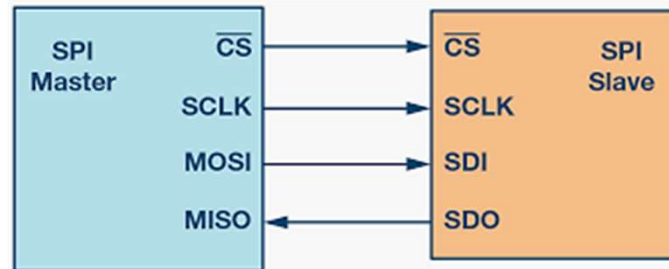 SPI
Master
CS
SCLK
MOSI
MISO
CS
SCLK
SDI
SDO
SPI
Slave